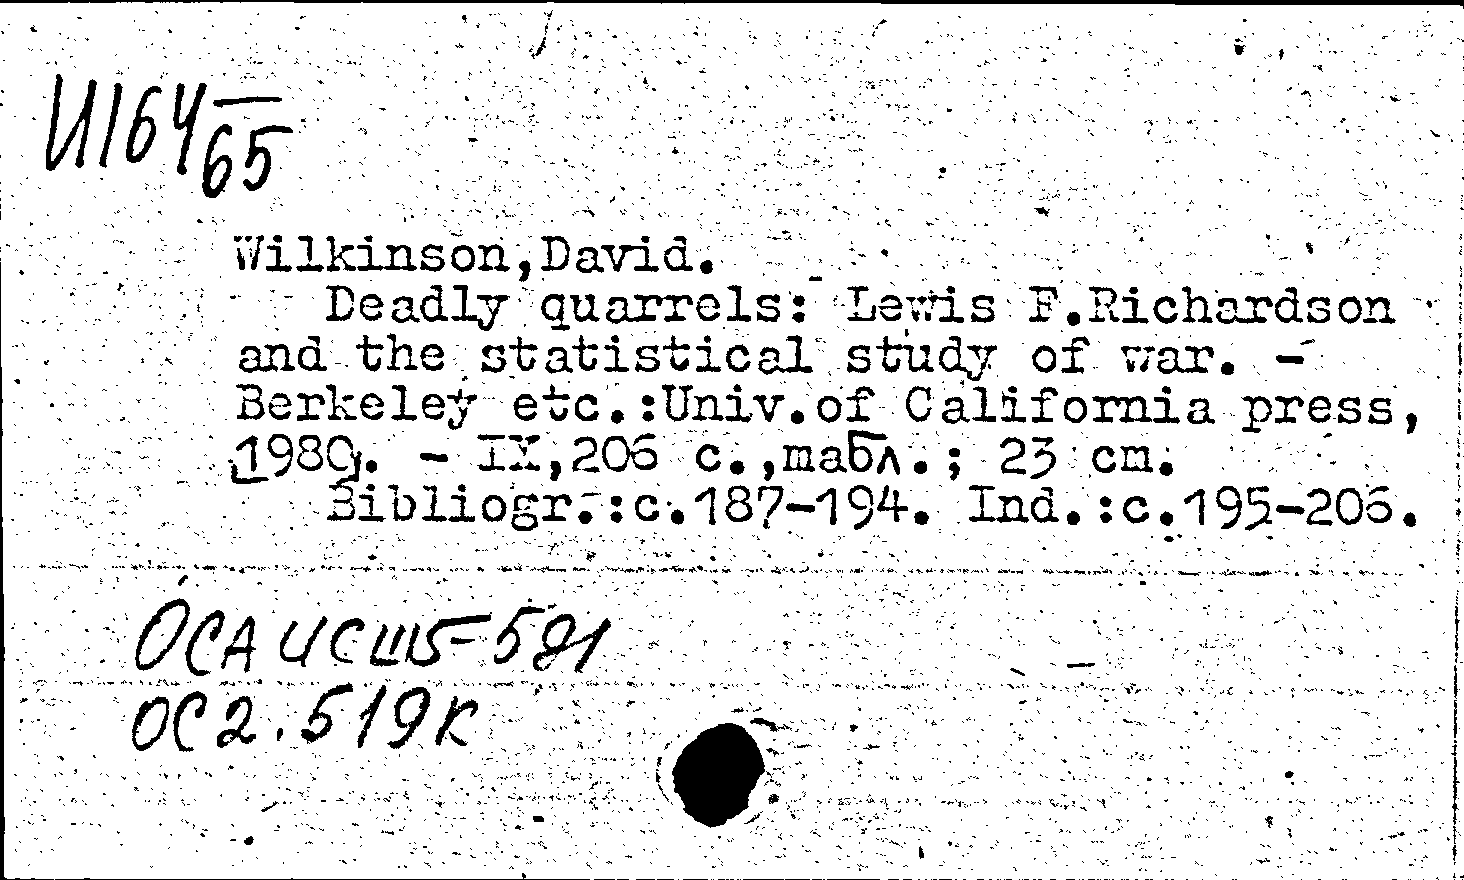 И164 65
Wilkinson,David.
Deadly quarrels: Lewis F.Richardson
and the statistical study of war. -
Berkeley etc.:Univ.of California press,
1980. - IX,206 c.,табл.; 23 cm.
Bibliogr.:c.187-194. Ind.:c.195-206.
ОСА ИСШ5-591
ОС2.519К